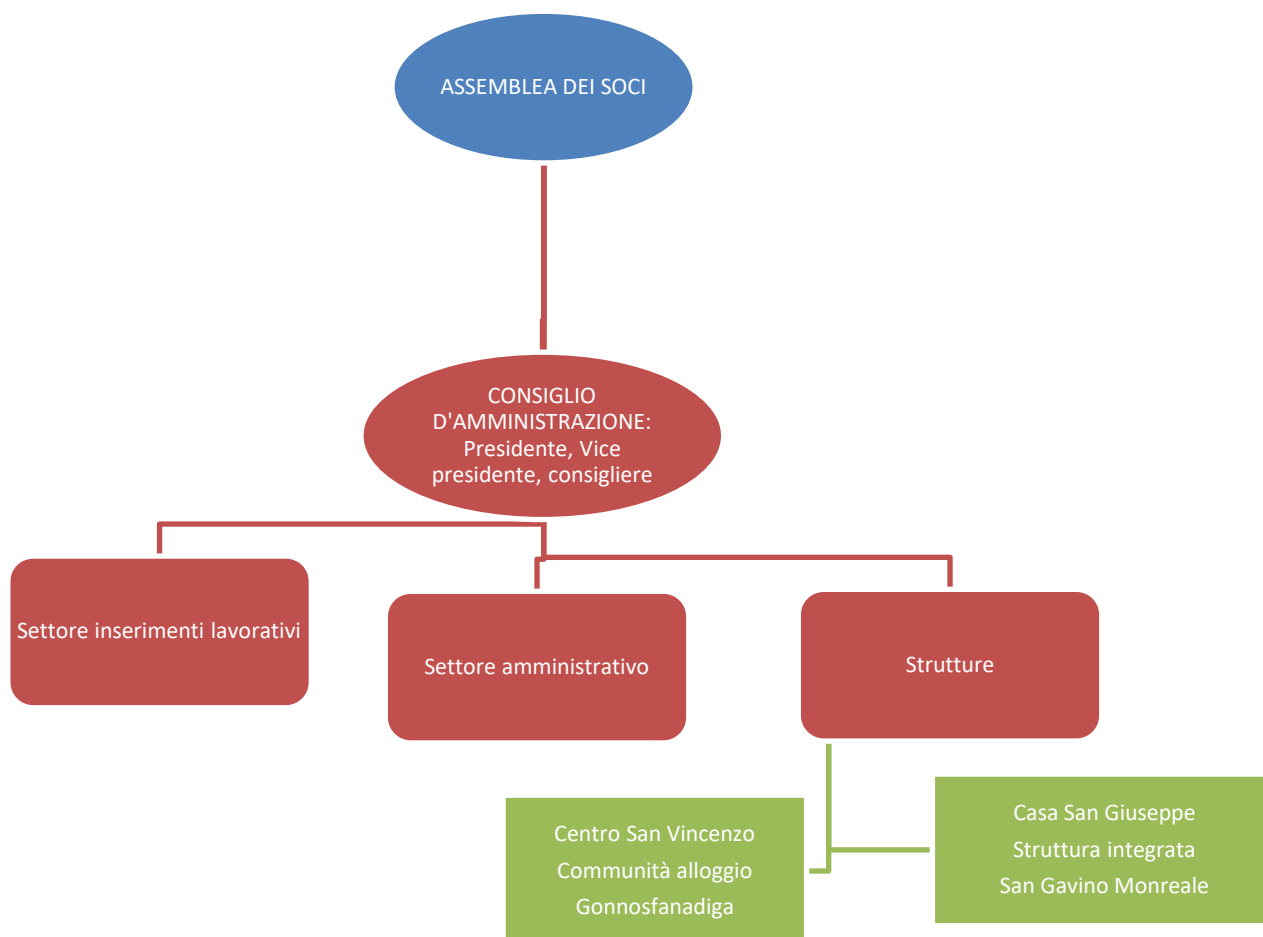 ASSEMBLEA DEI SOCI
CONSIGLIO
D'AMMINISTRAZIONE:
Presidente, Vice
presidente, consigliere
Settore inserimenti lavorativi
Settore amministrativo
Strutture
Centro San Vincenzo
Communità alloggio
Gonnosfanadiga
Casa San Giuseppe
Struttura integrata
San Gavino Monreale